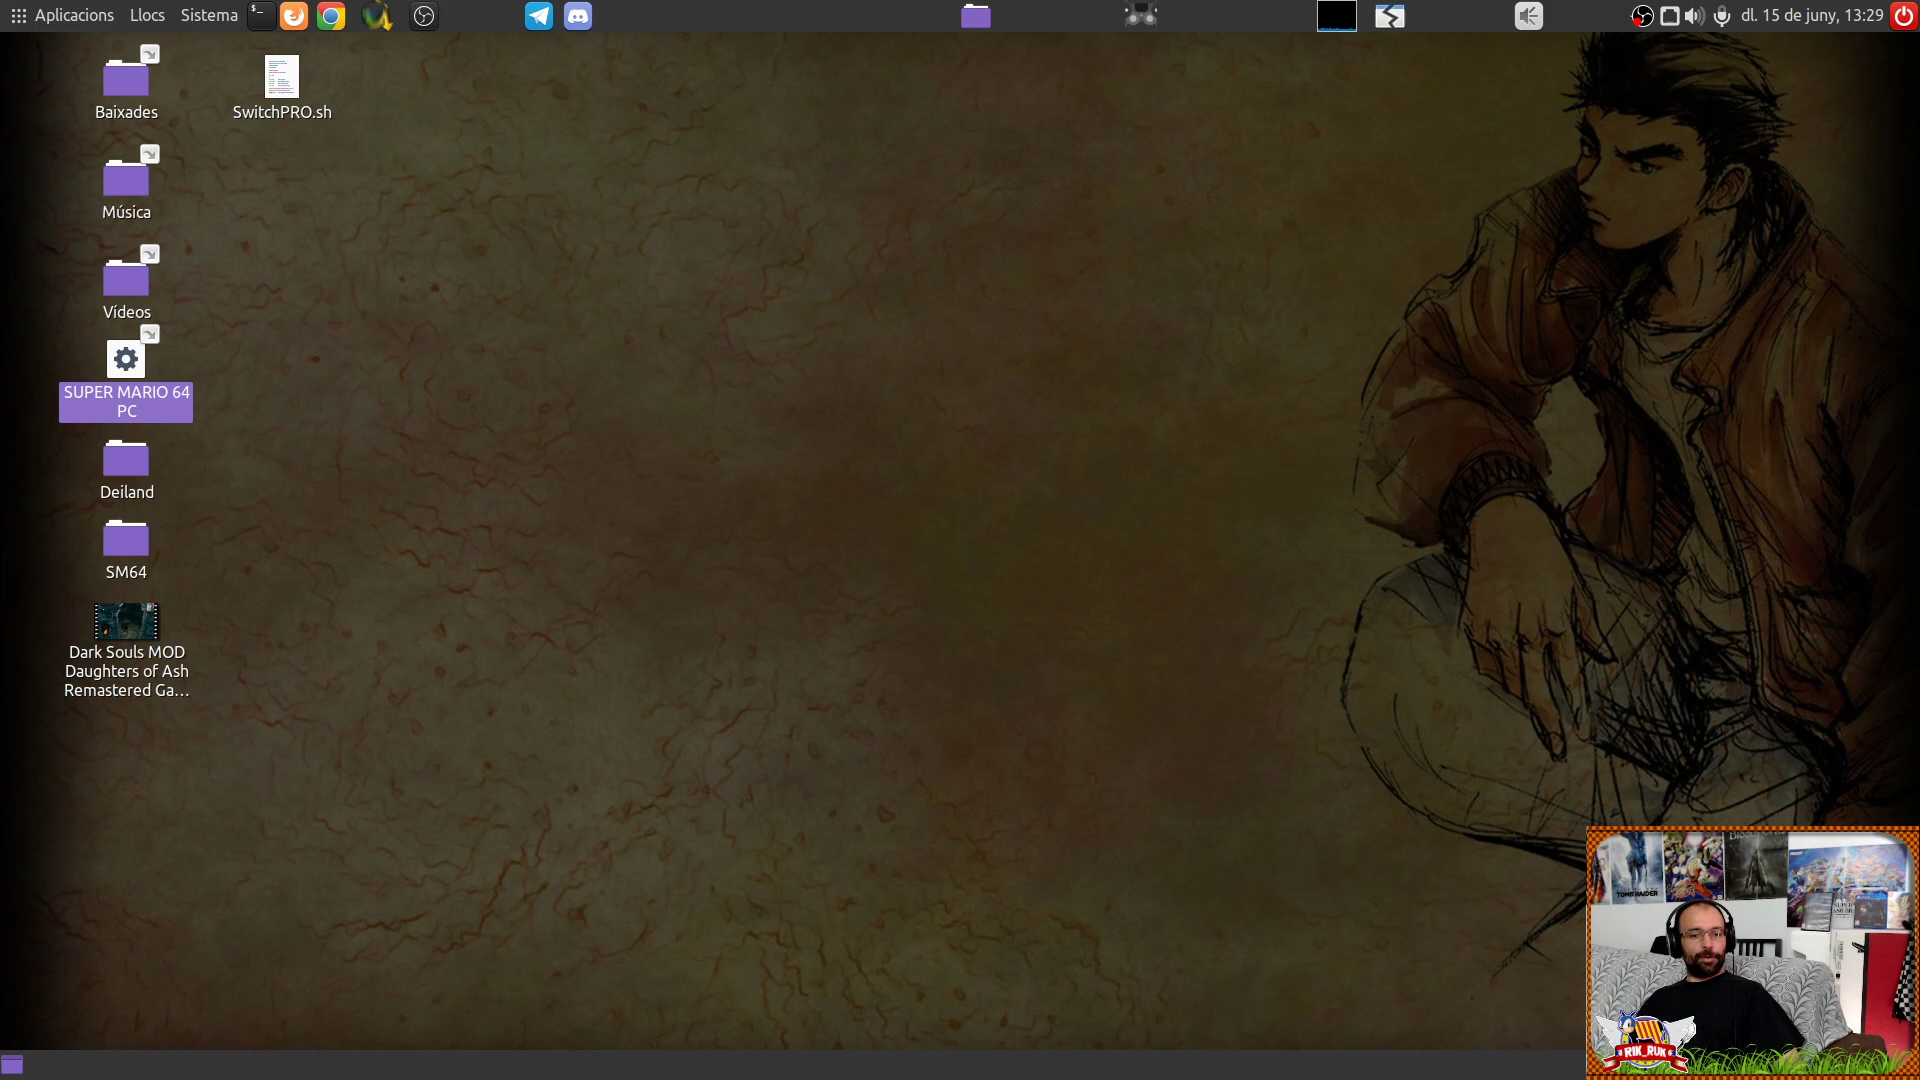 Aplicacions Llocs Sistema
dl. 15 de juny, 13:29
Baixades
SwitchPRO.sh
Música
Vídeos
SUPER MARIO 64
PC
Deiland
SM64
Dark Souls MOD
Daughters of Ash
Remastered Ga…
TOMB RAIDER
RIK_RUK